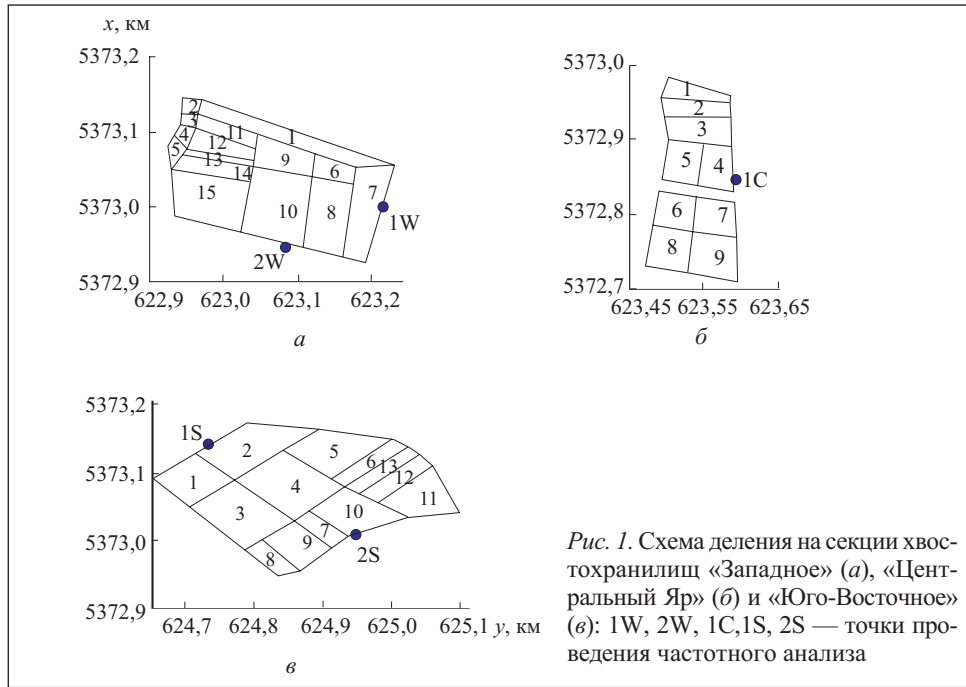 x, км
5373,2
5373,1
5373,0
5372,9
622,9 623,0 623,1 623,2
2
3
4
5
11
12
13
14
15
1
9
6
10
8
7
1W
2W
а
5373,0
5372,9
5372,8
5372,7
623,45 623,55 623,65
1
2
3
5 4
1C
6 7
8 9
б
5373,2
5373,1
5373,0
5372,9
624,7 624,8 624,9 625,0 625,1 y, км
1S
2
5
6
13
12
11
1
4
3
10
7
9
8
2S
в
Рис. 1. Схема деления на секции хвос-
тохранилищ «Западное» (а), «Цент-
ральный Яр» (б) и «Юго-Восточное»
(в): 1W, 2W, 1C,1S, 2S — точки про-
ведения частотного анализа